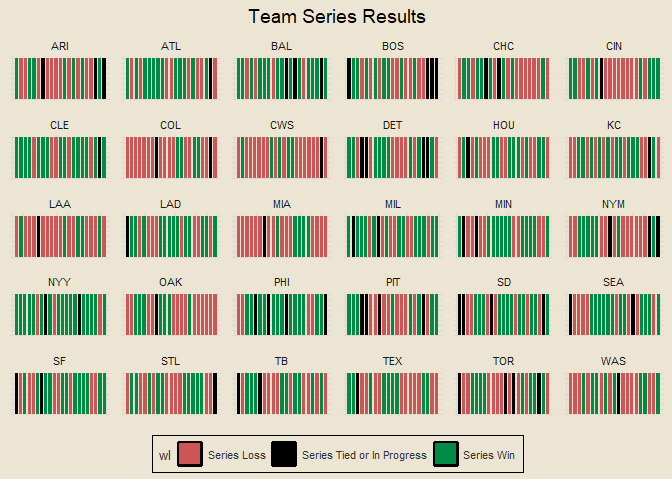 Team Series Results
ARI ATL BAL BOS CHC CIN
CLE COL CWS DET HOU KC
LAA LAD MIA MIL MIN NYM
NYY OAK PHI PIT SD SEA
SF STL TB TEX TOR WAS
wl Series Loss Series Tied or In Progress Series Win